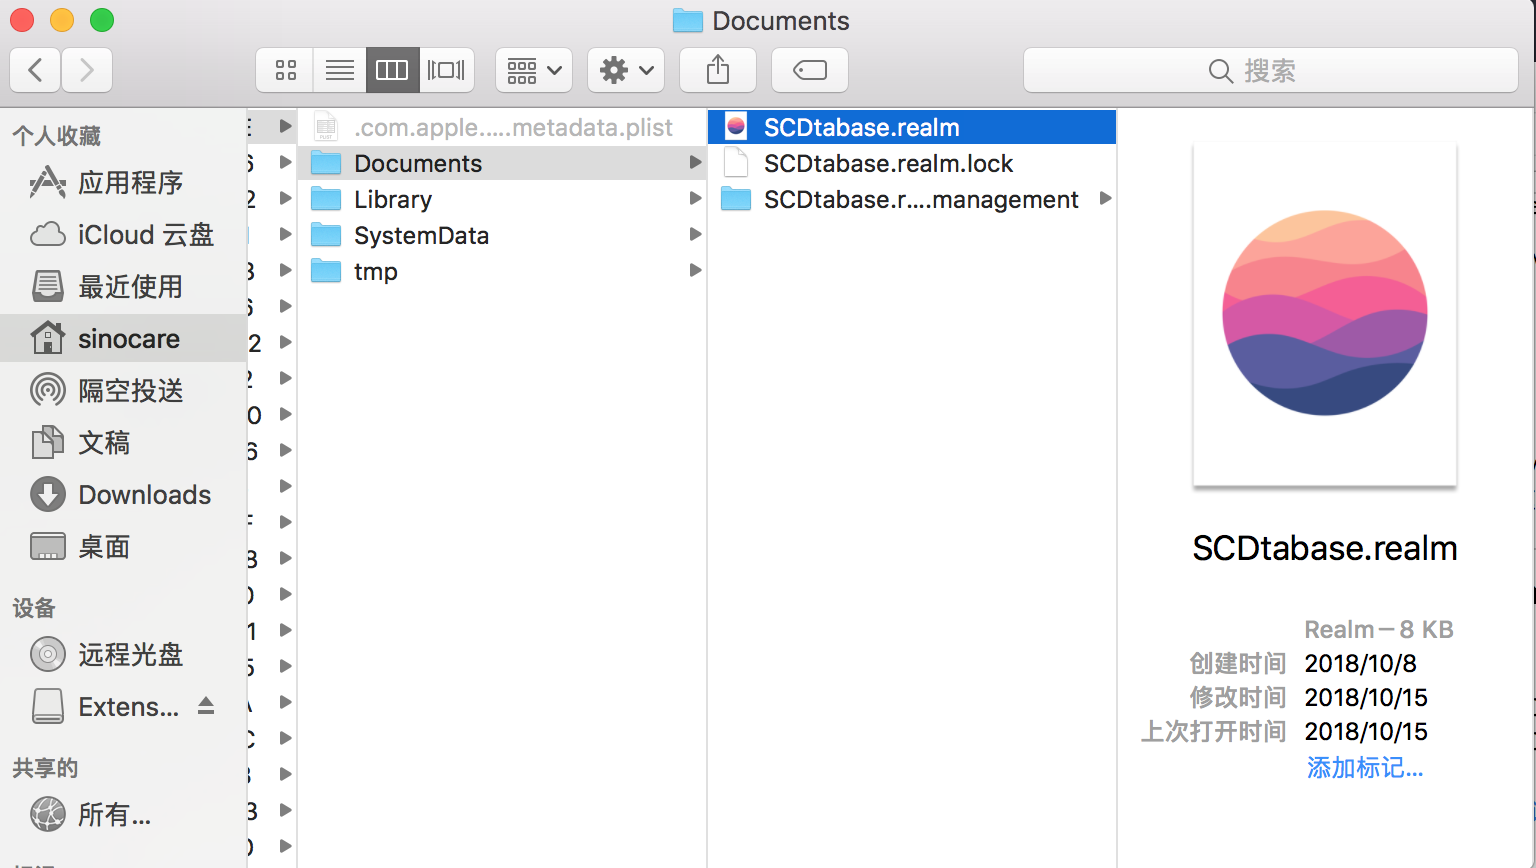 Documents
搜索
个人收藏
应用程序
iCloud 云盘
最近使用
sinocare
隔空投送
文稿
Downloads
桌面
设备
远程光盘
Extens...
共享的
所有...
.com.apple.....metadata.plist
Documents
Library
SystemData
tmp
SCDtabase.realm
SCDtabase.realm.lock
SCDtabase.r....management
SCDtabase.realm
Realm — 8 KB
创建时间 2018/10/8
修改时间 2018/10/15
上次打开时间 2018/10/15
添加标记...